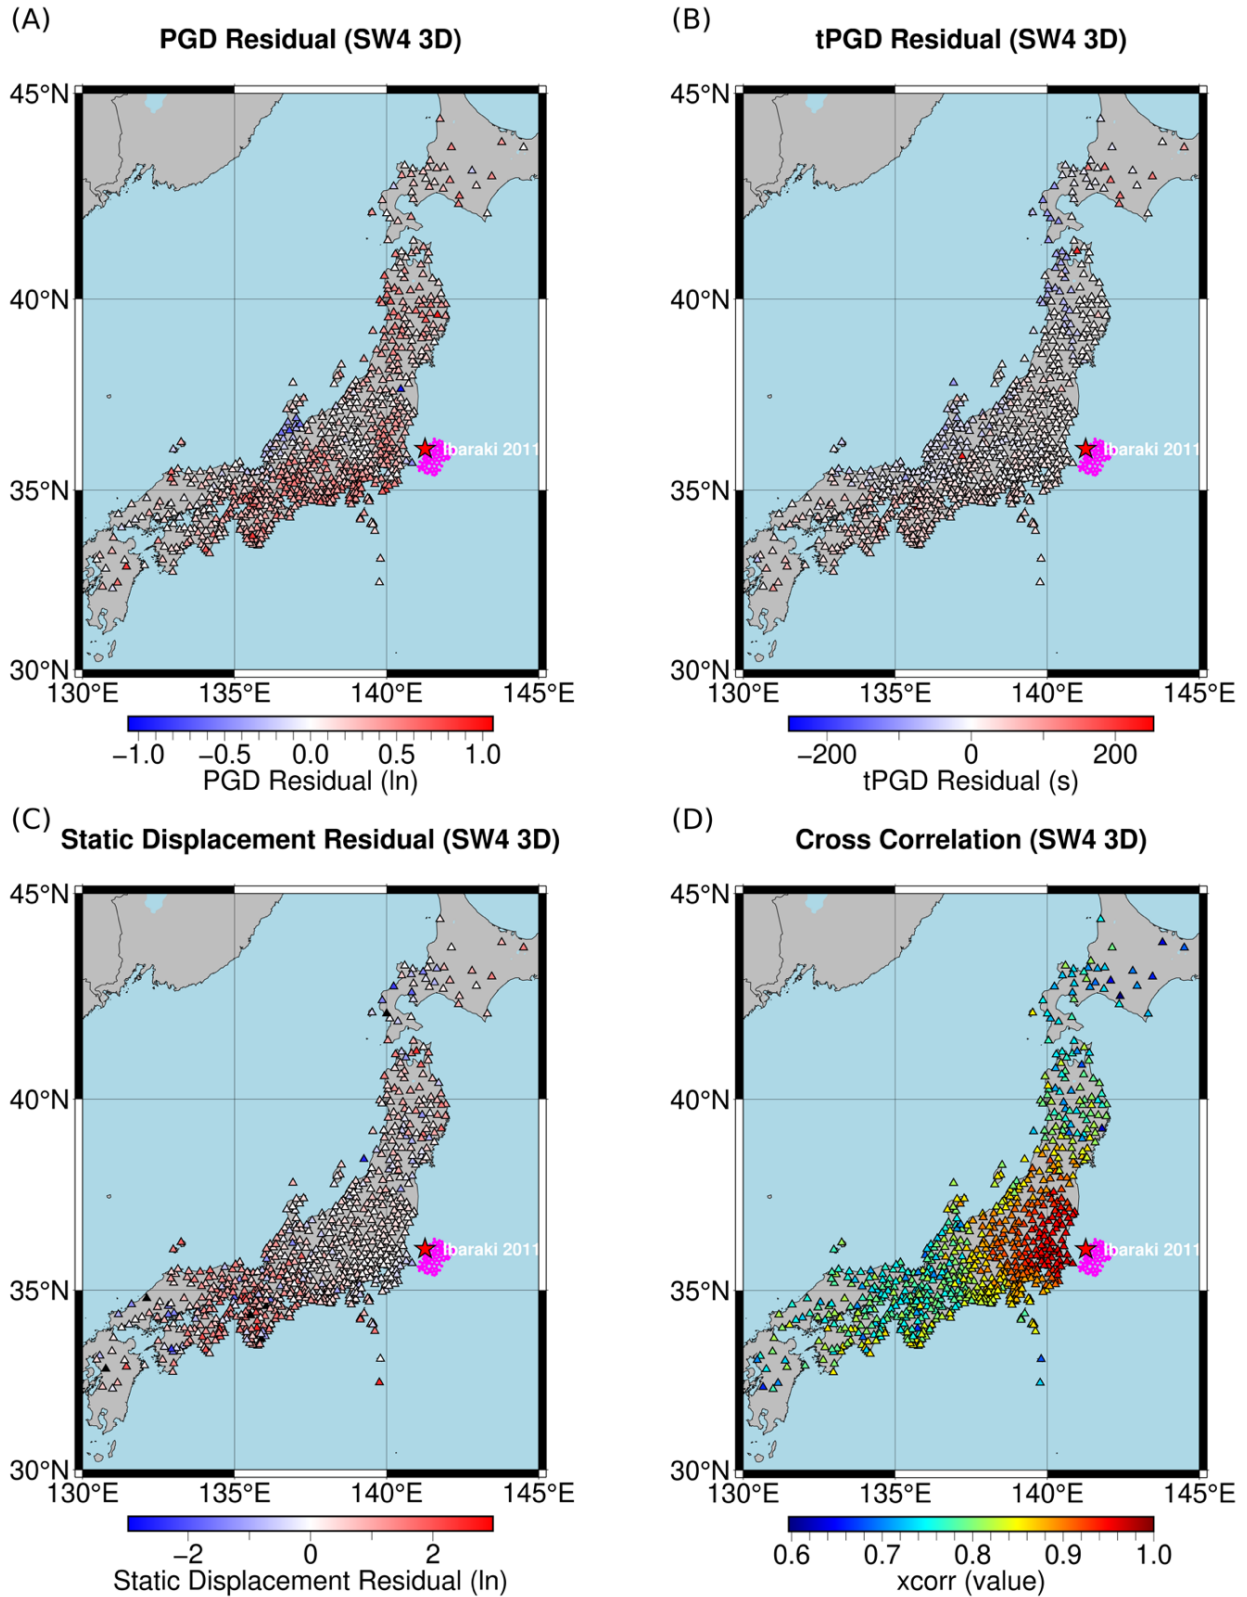 (A)
PGD Residual (SW4 3D)
45°N
40°N
35°N
30°N
130°E 135°E 140°E 145°E
Ibaraki 2011
−1.0 −0.5 0.0 0.5 1.0
PGD Residual (ln)
(B)
tPGD Residual (SW4 3D)
45°N
40°N
35°N
30°N
130°E 135°E 140°E 145°E
Ibaraki 2011
−200 0 200
tPGD Residual (s)
(C)
Static Displacement Residual (SW4 3D)
45°N
40°N
35°N
30°N
130°E 135°E 140°E 145°E
Ibaraki 2011
−2 0 2
Static Displacement Residual (ln)
(D)
Cross Correlation (SW4 3D)
45°N
40°N
35°N
30°N
130°E 135°E 140°E 145°E
Ibaraki 2011
0.6 0.7 0.8 0.9 1.0
xcorr (value)